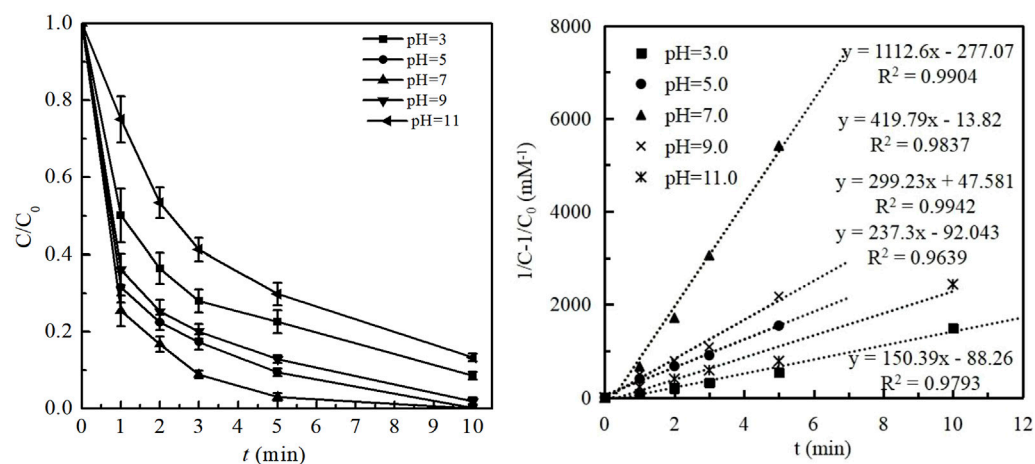 1.0
0.8
0.6
0.4
0.2
0.0
C/C0
pH=3
pH=5
pH=7
pH=9
pH=11
0 1 2 3 4 5 6 7 8 9 10
t (min)
8000
6000
4000
2000
0
1/C-1/C0 (mM-1)
pH=3.0
pH=5.0
pH=7.0
pH=9.0
pH=11.0
y = 1112.6x - 277.07
R2 = 0.9904
y = 419.79x - 13.82
R2 = 0.9837
y = 299.23x + 47.581
R2 = 0.9942
y = 237.3x - 92.043
R2 = 0.9639
y = 150.39x - 88.26
R2 = 0.9793
0 2 4 6 8 10 12
t (min)